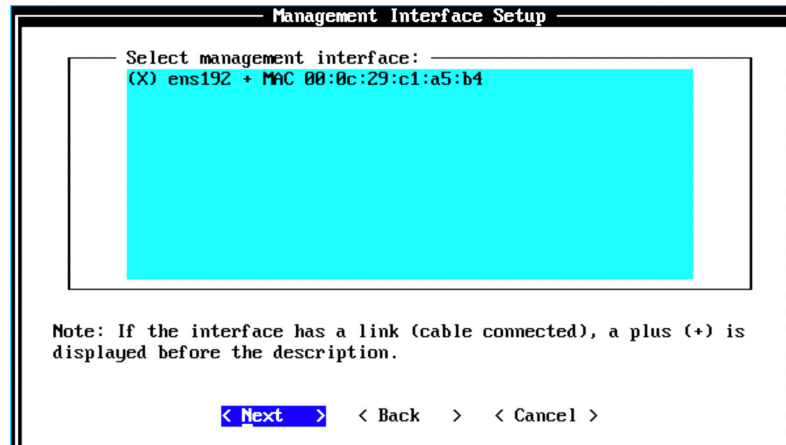 Management Interface Setup
Select management interface:
(X) ens192 + MAC 00:0c:29:c1:a5:b4
Note: If the interface has a link (cable connected), a plus (+) is
displayed before the description.
< Next > < Back > < Cancel >